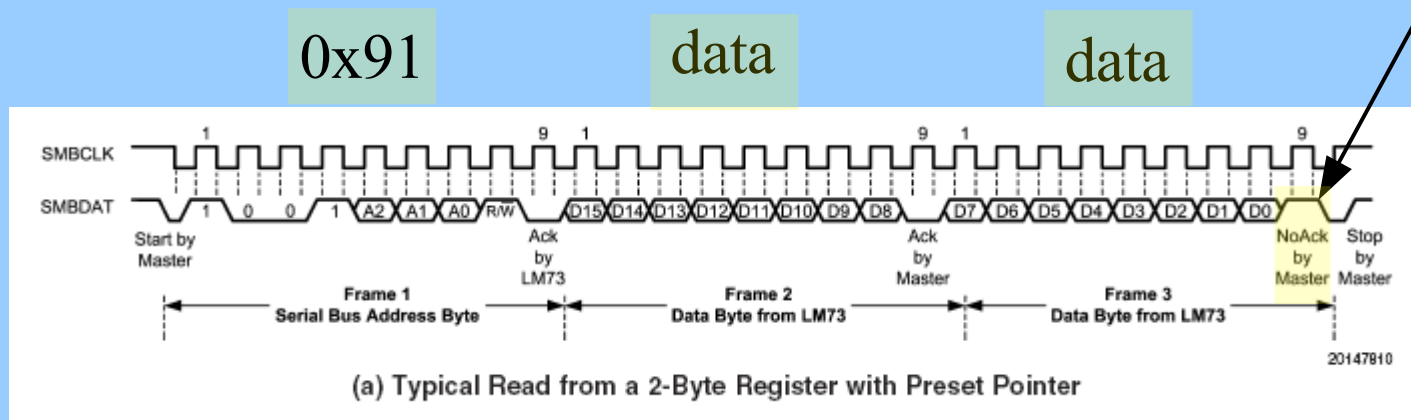 0x91 data data
1 9 1 9 1 9
SMBCLK
SMBDAT 1 0 0 1 A2 A1 A0 R/W D15 D14 D13 D12 D11 D10 D9 D8 D7 D6 D5 D4 D3 D2 D1 D0
Start by
Master
Ack
by
LM73
Ack
by
Master
NoAck
by
Master
Stop
by
Master
Frame 1
Serial Bus Address Byte
Frame 2
Data Byte from LM73
Frame 3
Data Byte from LM73
20147910
(a) Typical Read from a 2-Byte Register with Preset Pointer